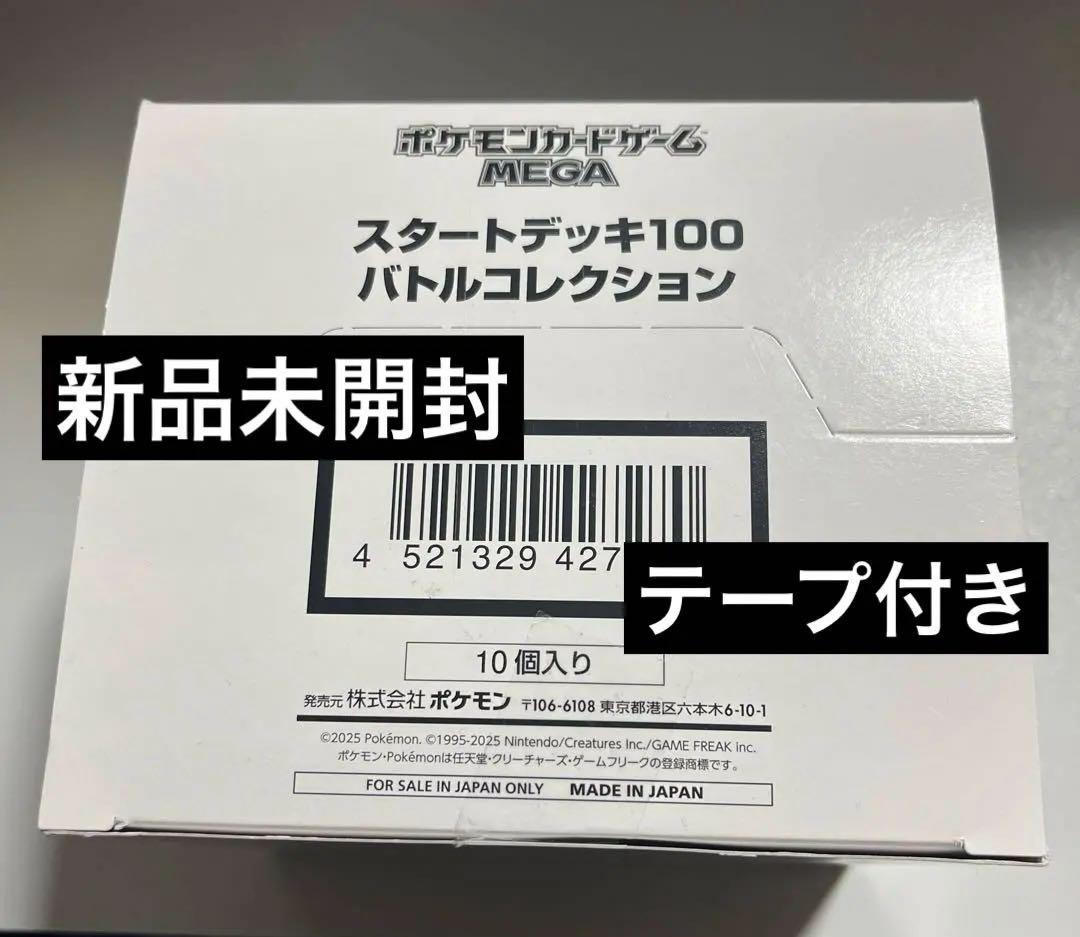 ポケモンカードゲーム
MEGA
スタートデッキ100
バトルコレクション
新品未開封
4 521329 427
テープ付き
10個入り
発売元 株式会社ポケモン 〒106-6108 東京都港区六本木6-10-1
©2025 Pokémon. ©1995-2025 Nintendo/Creatures Inc./GAME FREAK inc.
ポケモン・Pokémonは任天堂・クリーチャーズ・ゲームフリークの登録商標です。
FOR SALE IN JAPAN ONLY MADE IN JAPAN